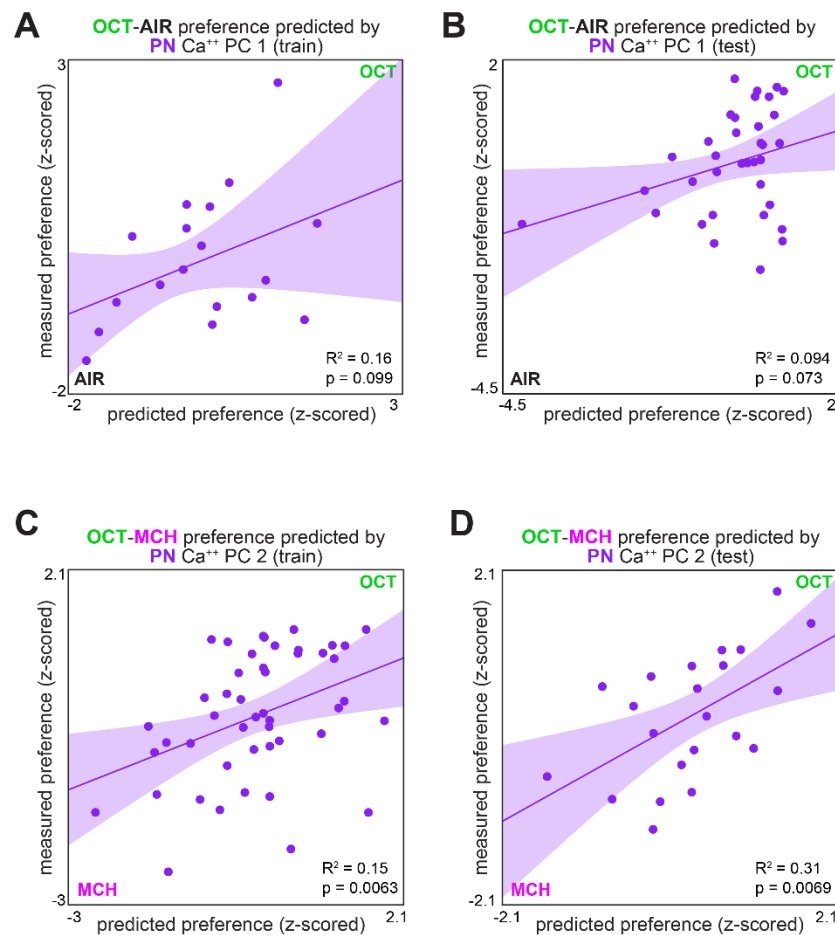 A
OCT-AIR preference predicted by
PN Ca⁺⁺ PC 1 (train)
3
OCT
measured preference (z-scored)
R² = 0.16
p = 0.099
AIR
-2
-2
3
predicted preference (z-scored)
B
OCT-AIR preference predicted by
PN Ca⁺⁺ PC 1 (test)
2
OCT
measured preference (z-scored)
R² = 0.094
p = 0.073
AIR
-4.5
-4.5
2
predicted preference (z-scored)
C
OCT-MCH preference predicted by
PN Ca⁺⁺ PC 2 (train)
2.1
OCT
measured preference (z-scored)
R² = 0.15
p = 0.0063
MCH
-3
-3
2.1
predicted preference (z-scored)
D
OCT-MCH preference predicted by
PN Ca⁺⁺ PC 2 (test)
2.1
OCT
measured preference (z-scored)
R² = 0.31
p = 0.0069
MCH
-2.1
-2.1
2.1
predicted preference (z-scored)